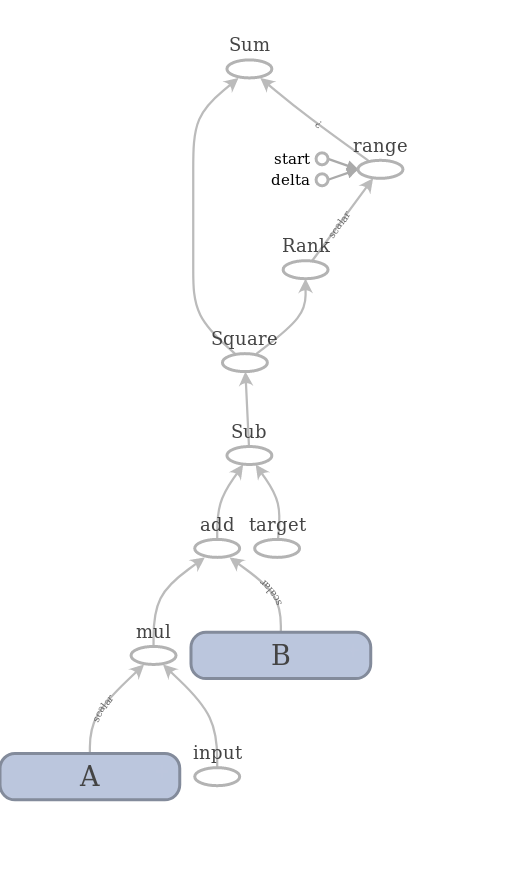 Sum
range
start
delta
scalar
Rank
Square
Sub
add target
scalar
mul
B
scalar
input
A